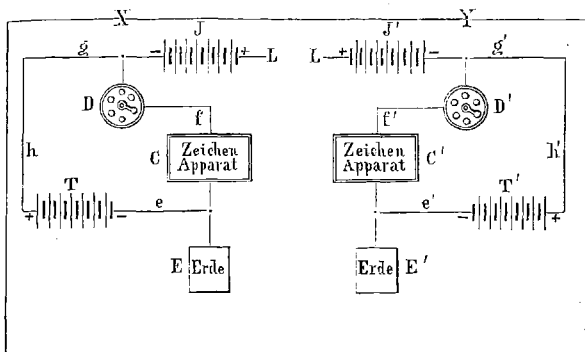 X Y
J J'
g − + L L + − g'
D D'
f f'
h C Zeichen Apparat Zeichen Apparat C' h'
T T'
+ − e e' − +
E Erde Erde E'